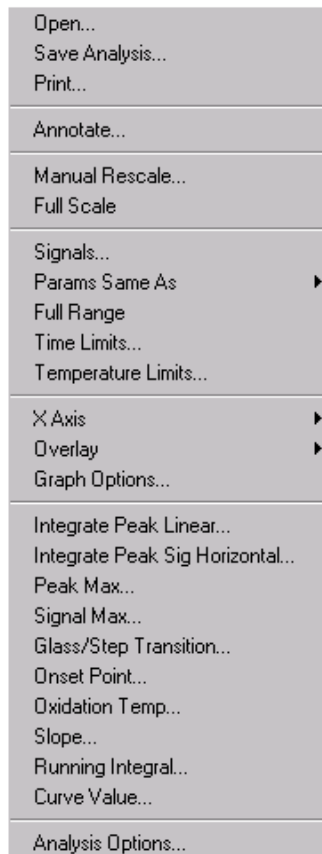 Open...
Save Analysis...
Print...
Annotate...
Manual Rescale...
Full Scale
Signals...
Params Same As
Full Range
Time Limits...
Temperature Limits...
X Axis
Overlay
Graph Options...
Integrate Peak Linear...
Integrate Peak Sig Horizontal...
Peak Max...
Signal Max...
Glass/Step Transition...
Onset Point...
Oxidation Temp...
Slope...
Running Integral...
Curve Value...
Analysis Options...